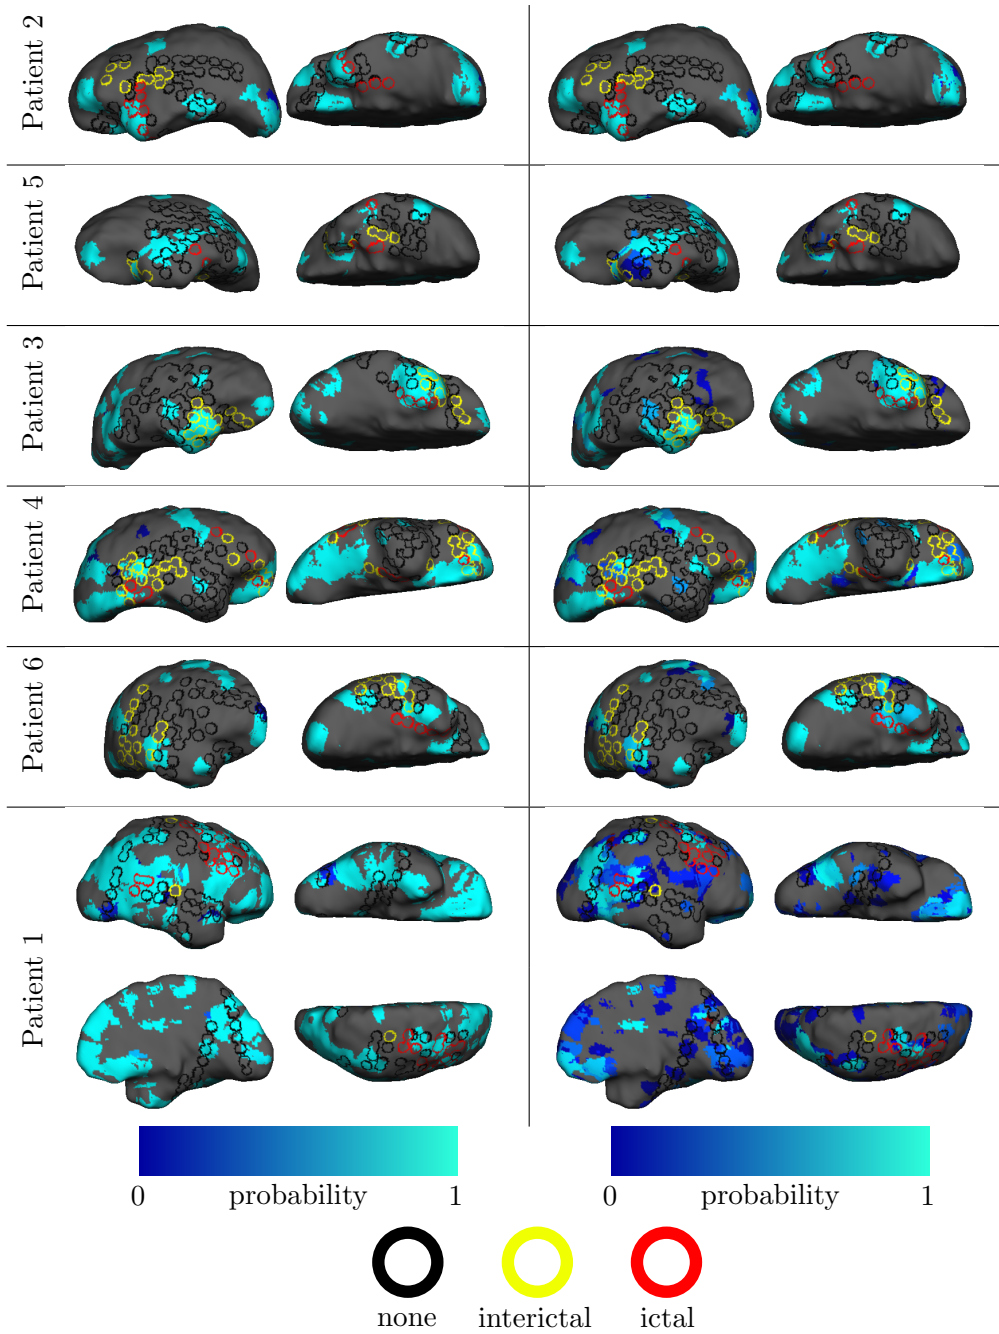 Patient 2
Patient 5
Patient 3
Patient 4
Patient 6
Patient 1
0 probability 1
0 probability 1
none interictal ictal